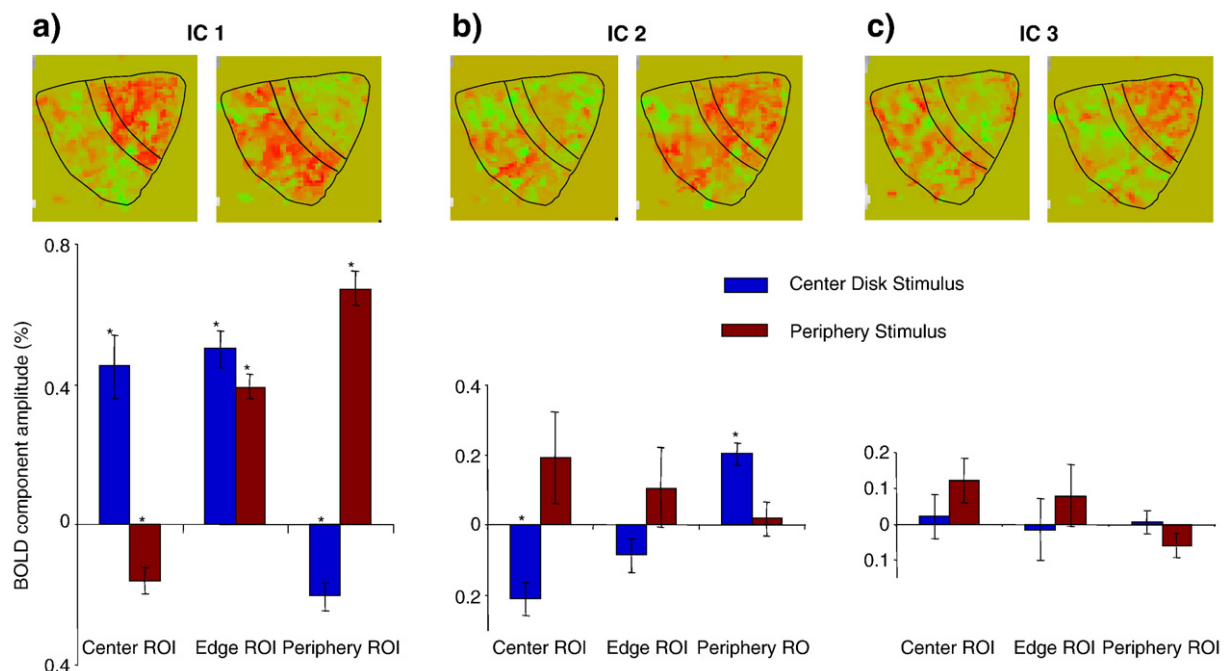 a) IC 1
b) IC 2
c) IC 3
BOLD component amplitude (%)
0.8
0.4
0
0.4
*
*
*
*
*
*
Center ROI Edge ROI Periphery ROI
Center Disk Stimulus
Periphery Stimulus
0.4
0.2
0
0.2
*
*
Center ROI Edge ROI Periphery RO
0.2
0.1
0
0.1
Center ROI Edge ROI Periphery ROI